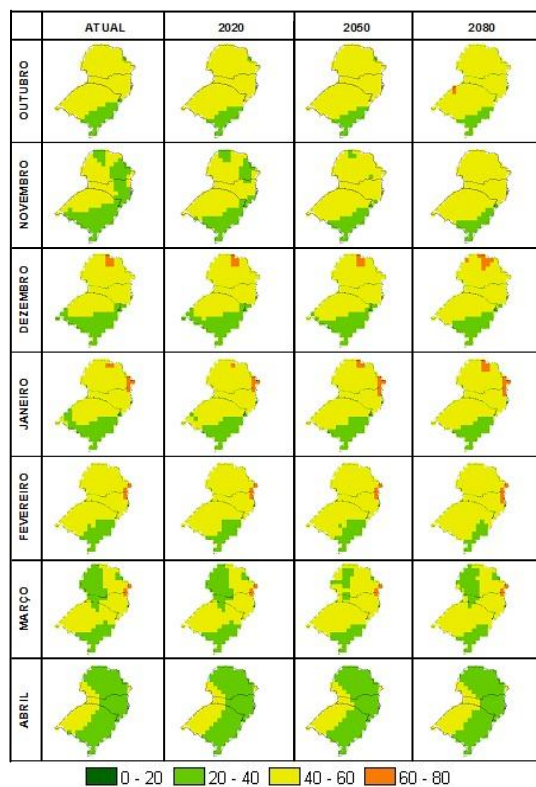 ATUAL 2020 2050 2080
OUTUBRO
NOVEMBRO
DEZEMBRO
JANEIRO
FEVEREIRO
MARÇO
ABRIL
0 - 20 20 - 40 40 - 60 60 - 80